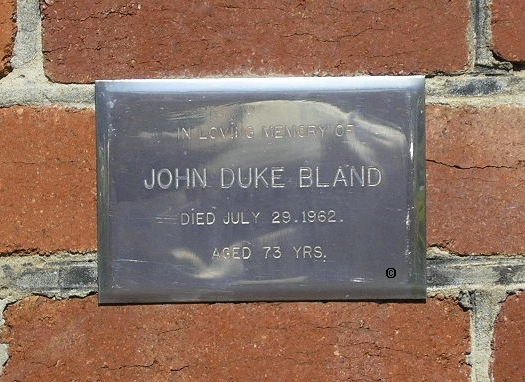 IN LOVING MEMORY OF
JOHN DUKE BLAND
DIED JULY 29.1962.
AGED 73 YRS.
©